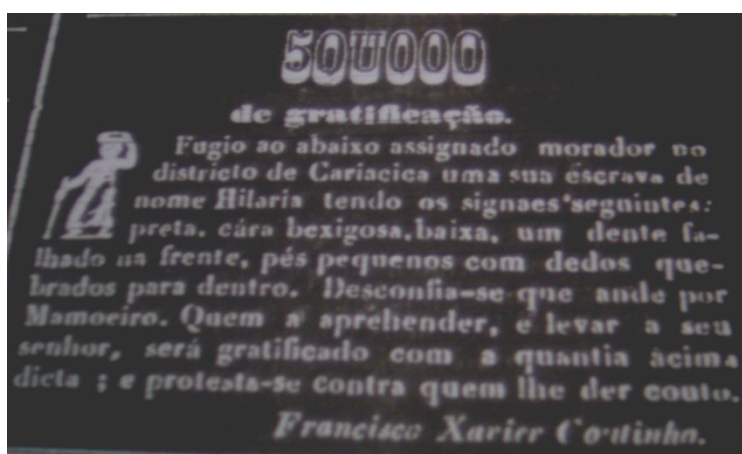 50U000
de gratificação.
Fugio ao abaixo assignado morador no
districto de Cariacica uma sua escrava de
nome Hilaria tendo os signaes seguintes:
preta, cára bexigosa, baixa, um dente fa-
lhado na frente, pés pequenos com dedos que-
brados para dentro. Desconfia-se que ande por
Mamoeiro. Quem a aprehender, e levar a seu
senhor, será gratificado com a quantia ácima
dicta ; e protesta-se contra quem lhe der couto.
Francisco Xavier Coutinho.